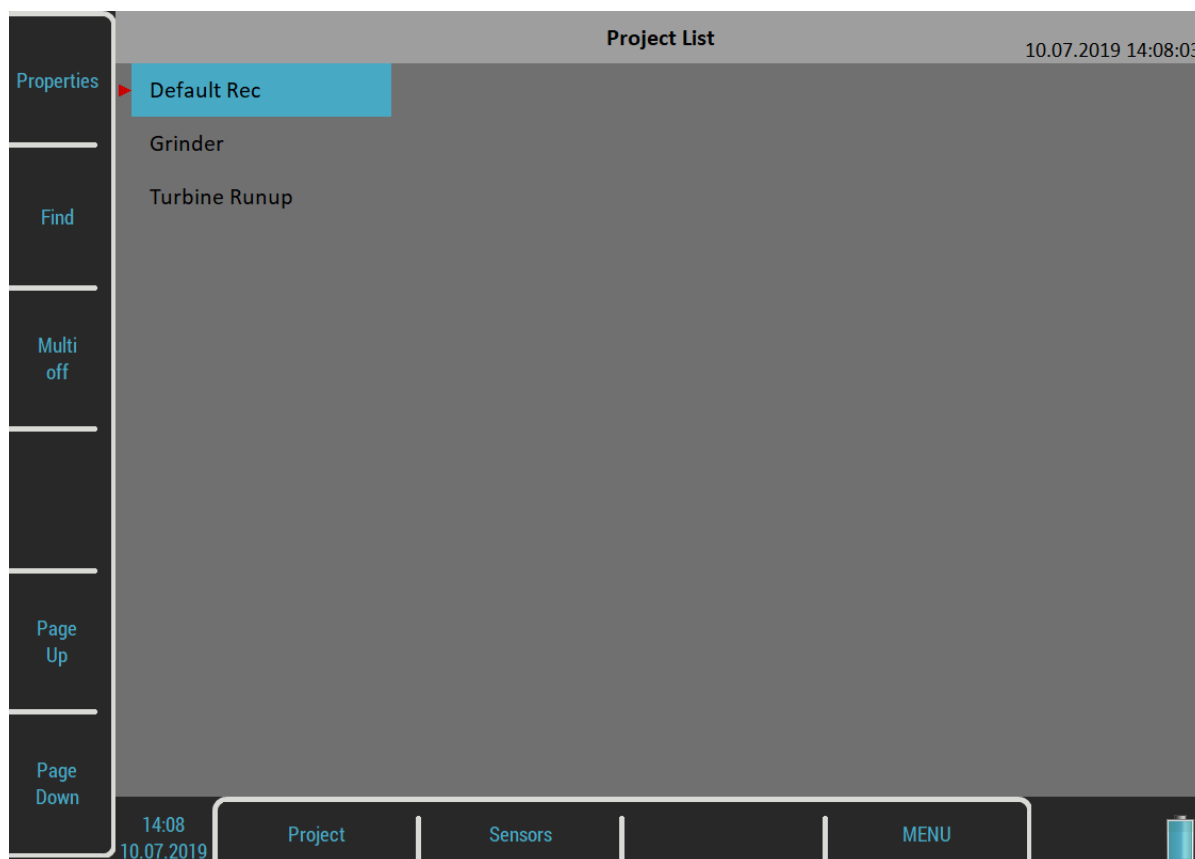 Project List
10.07.2019 14:08:03
Properties
Find
Multi
off
Page
Up
Page
Down
Default Rec
Grinder
Turbine Runup
14:08
10.07.2019
Project
Sensors
MENU